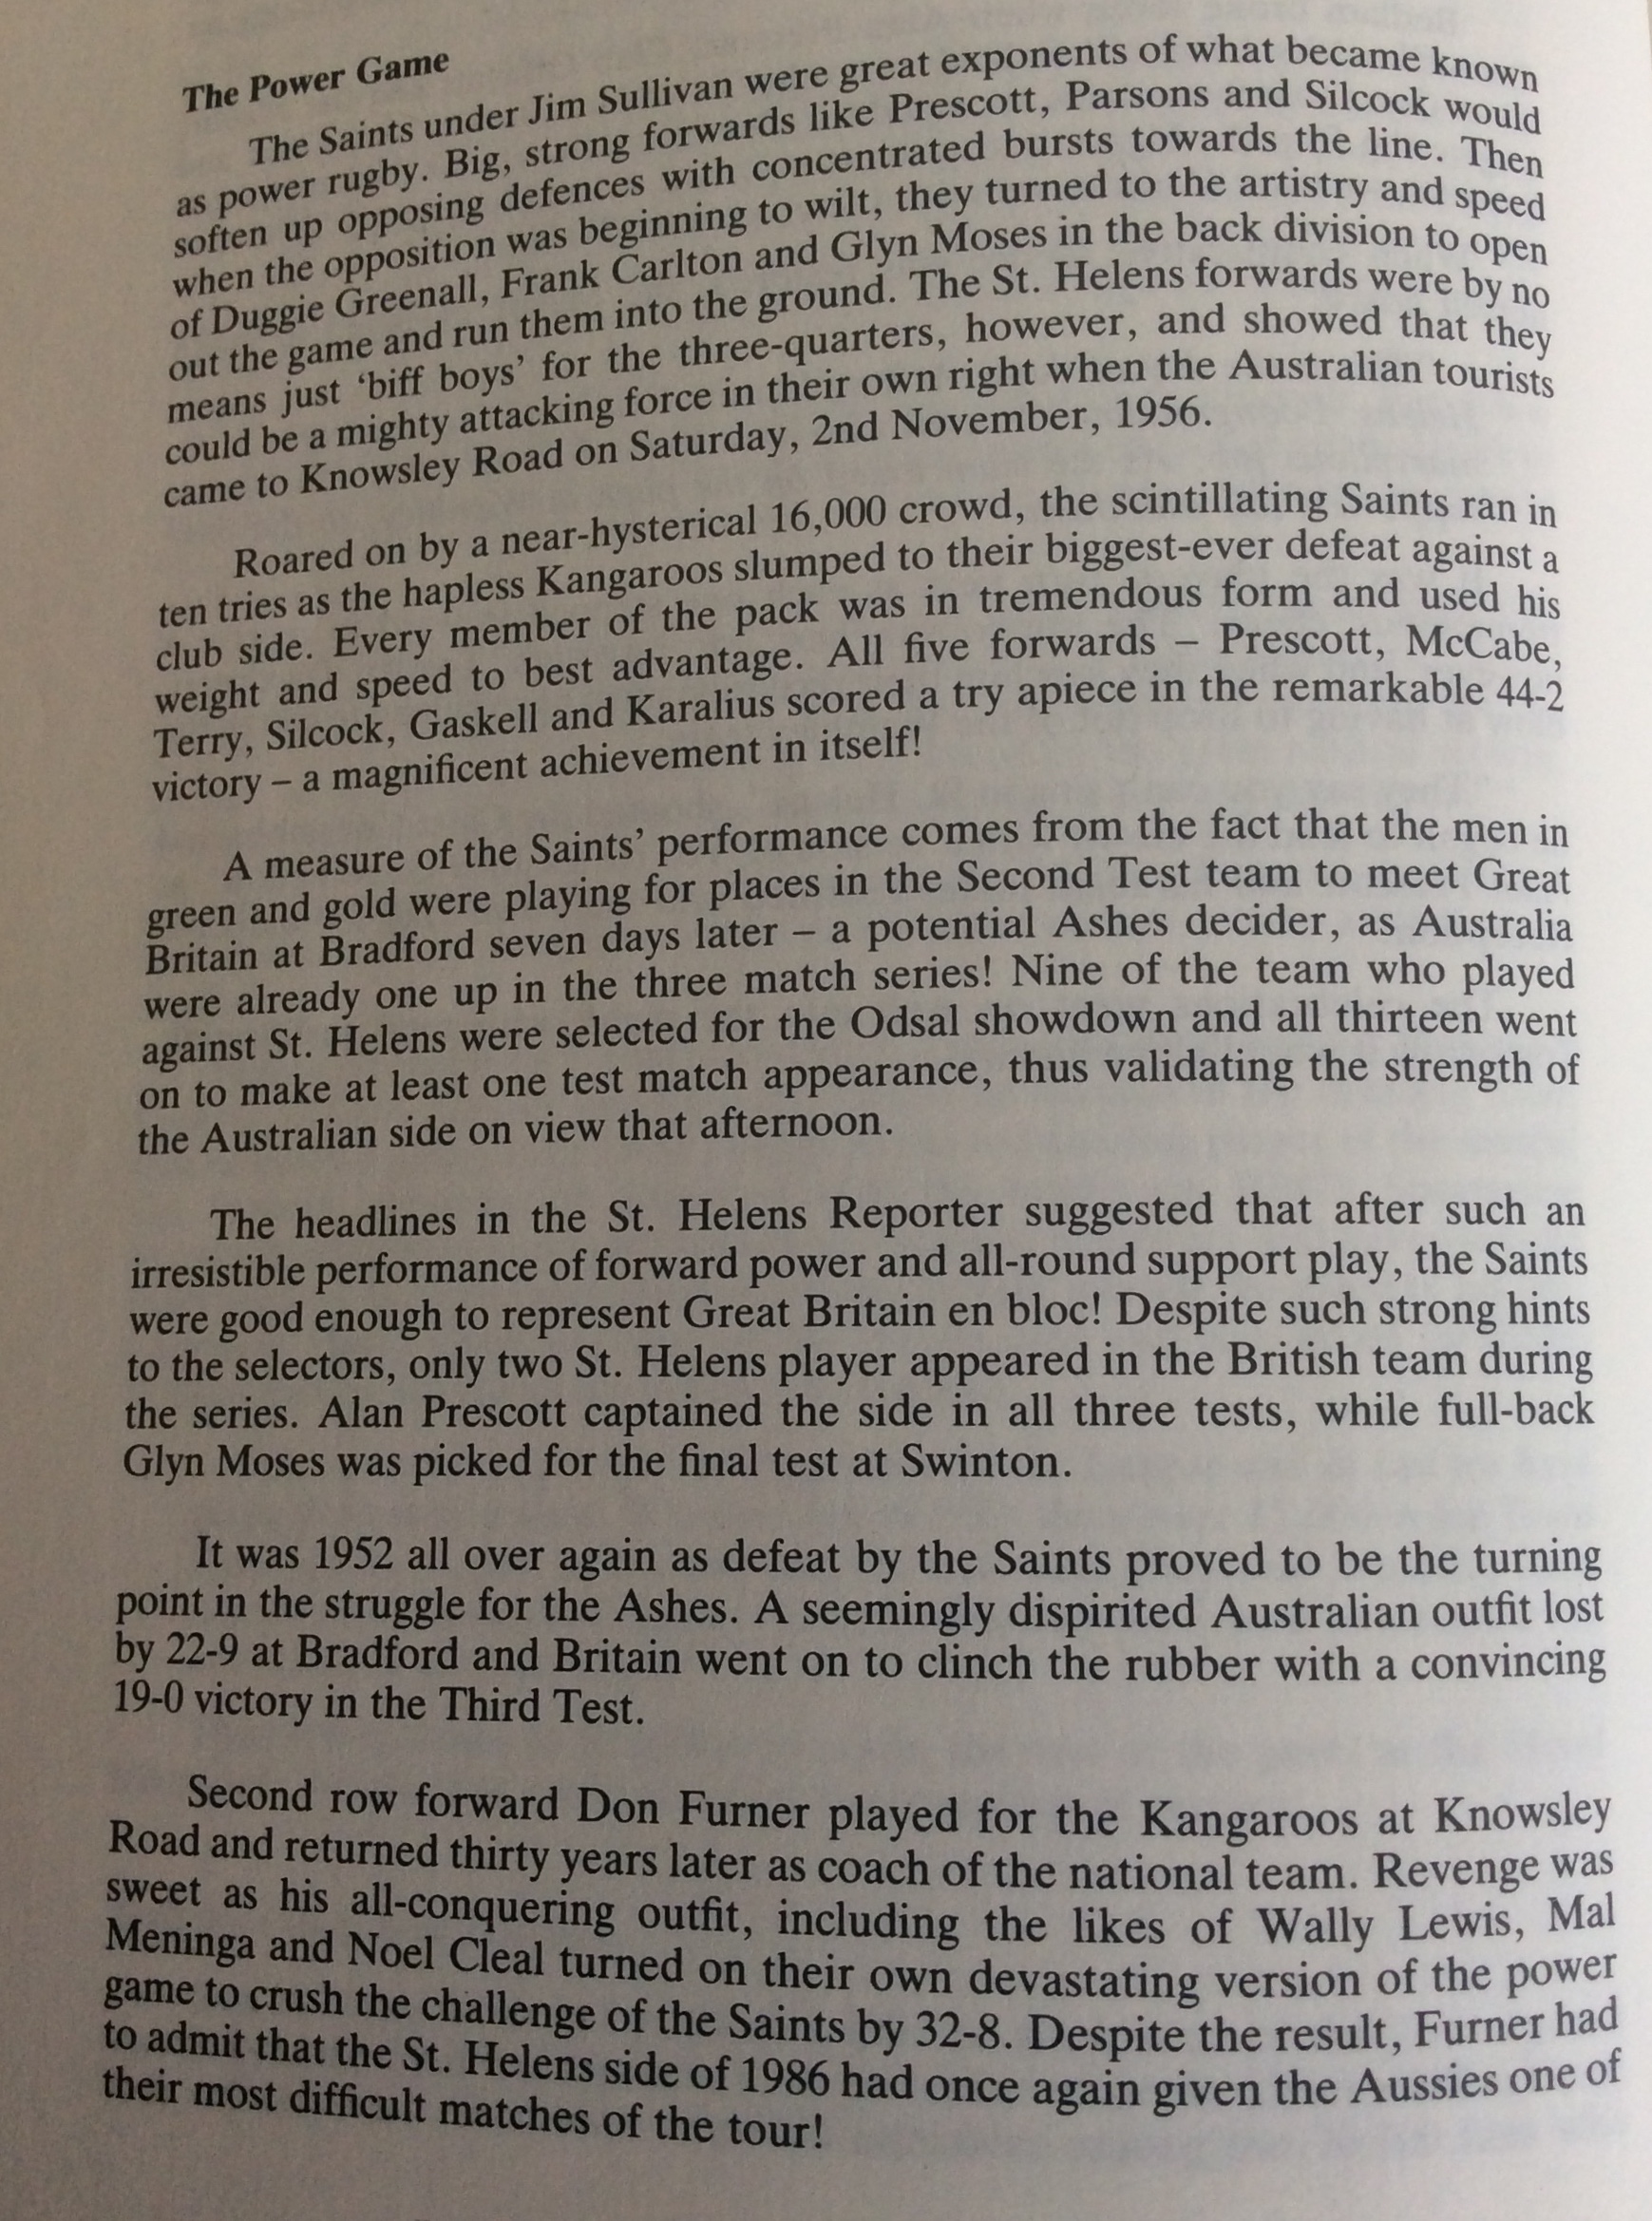 The Power Game
The Saints under Jim Sullivan were great exponents of what became known
as power rugby. Big, strong forwards like Prescott, Parsons and Silcock would
soften up opposing defences with concentrated bursts towards the line. Then
when the opposition was beginning to wilt, they turned to the artistry and speed
of Duggie Greenall, Frank Carlton and Glyn Moses in the back division to open
out the game and run them into the ground. The St. Helens forwards were by no
means just ‘biff boys’ for the three-quarters, however, and showed that they
could be a mighty attacking force in their own right when the Australian tourists
came to Knowsley Road on Saturday, 2nd November, 1956.
Roared on by a near-hysterical 16,000 crowd, the scintillating Saints ran in
ten tries as the hapless Kangaroos slumped to their biggest-ever defeat against a
club side. Every member of the pack was in tremendous form and used his
weight and speed to best advantage. All five forwards – Prescott, McCabe,
Terry, Silcock, Gaskell and Karalius scored a try apiece in the remarkable 44-2
victory – a magnificent achievement in itself!
A measure of the Saints’ performance comes from the fact that the men in
green and gold were playing for places in the Second Test team to meet Great
Britain at Bradford seven days later – a potential Ashes decider, as Australia
were already one up in the three match series! Nine of the team who played
against St. Helens were selected for the Odsal showdown and all thirteen went
on to make at least one test match appearance, thus validating the strength of
the Australian side on view that afternoon.
The headlines in the St. Helens Reporter suggested that after such an
irresistible performance of forward power and all-round support play, the Saints
were good enough to represent Great Britain en bloc! Despite such strong hints
to the selectors, only two St. Helens player appeared in the British team during
the series. Alan Prescott captained the side in all three tests, while full-back
Glyn Moses was picked for the final test at Swinton.
It was 1952 all over again as defeat by the Saints proved to be the turning
point in the struggle for the Ashes. A seemingly dispirited Australian outfit lost
by 22-9 at Bradford and Britain went on to clinch the rubber with a convincing
19-0 victory in the Third Test.
Second row forward Don Furner played for the Kangaroos at Knowsley
Road and returned thirty years later as coach of the national team. Revenge was
sweet as his all-conquering outfit, including the likes of Wally Lewis, Mal
Meninga and Noel Cleal turned on their own devastating version of the power
game to crush the challenge of the Saints by 32-8. Despite the result, Furner had
to admit that the St. Helens side of 1986 had once again given the Aussies one of
their most difficult matches of the tour!